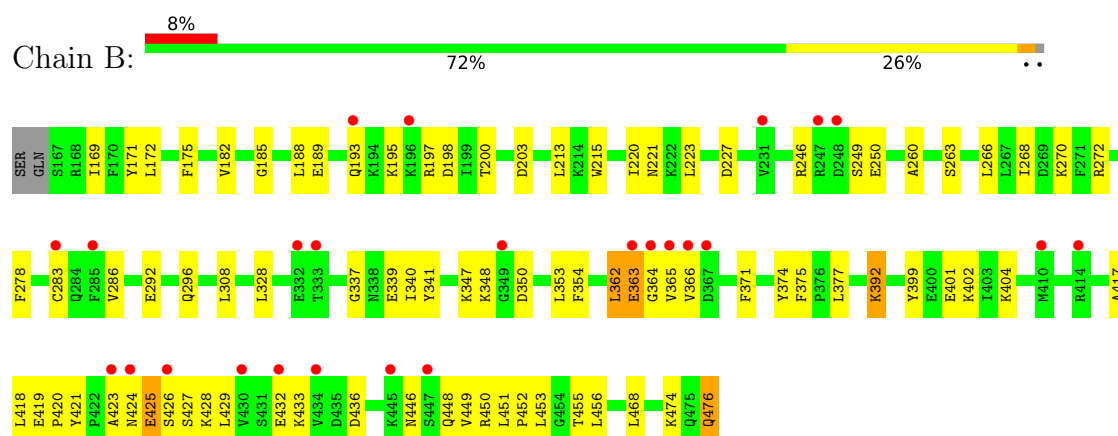 8%
Chain B:
72% 26% • •
SER GLN S167 R168 I169 F170 Y171 L172 F175 V182 G185 L188 E189 Q193 K194 K195 K196 R197 D198 I199 T200 D203 L213 K214 W215 I220 N221 K222 L223 D227 V231 R246 R247 D248 S249 E250 A260 S263 L266 L267 I268 D269 K270 F271 R272
F278 C283 Q284 F285 V286 E292 Q296 L308 L328 E332 T333 G337 N338 E339 I340 Y341 K347 K348 G349 D350 L353 F354 L362 E363 G364 V365 V366 D367 F371 Y374 F375 P376 L377 K392 Y399 E400 E401 K402 I403 K404 M410 R414 A417
L418 E419 P420 Y421 P422 A423 N424 E425 S426 S427 K428 L429 V430 S431 E432 K433 V434 D435 D436 K445 N446 S447 Q448 V449 R450 L451 P452 L453 G454 T455 L456 L468 K474 Q475 Q476